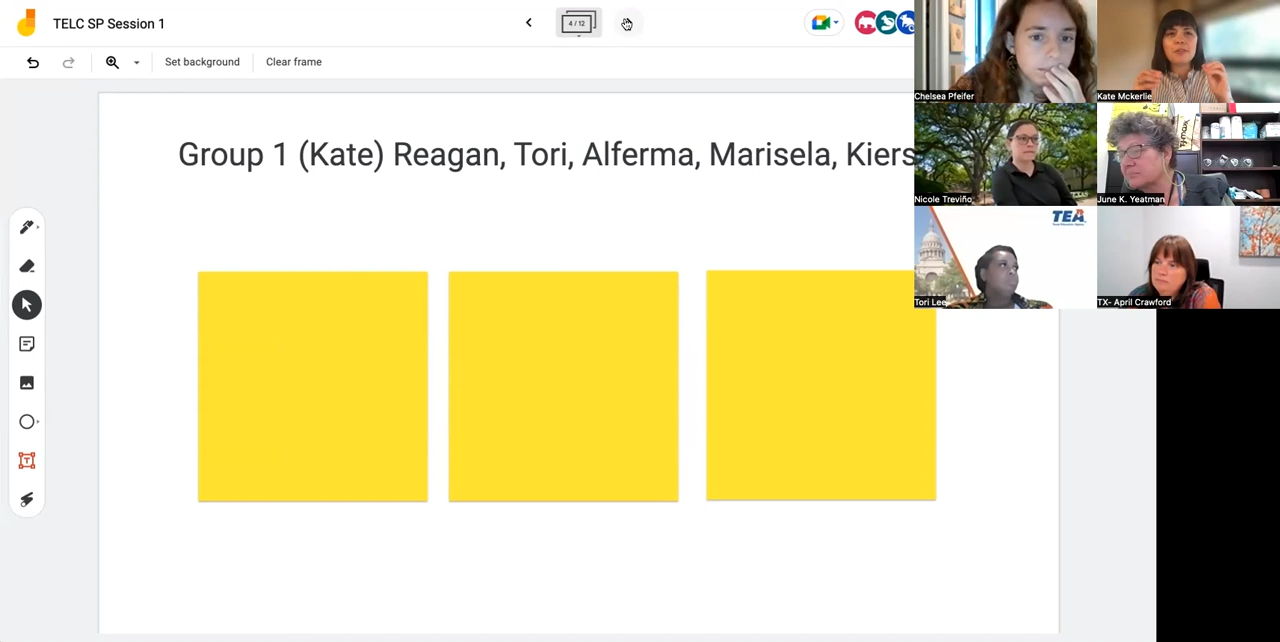 TELC SP Session 1
4 / 12
Set background
Clear frame
Group 1 (Kate) Reagan, Tori, Alferma, Marisela, Kiers
Chelsea Pfeifer
Kate Mckerlie
Nicole Treviño
June K. Yeatman
TEA
Tori Lee
TX- April Crawford